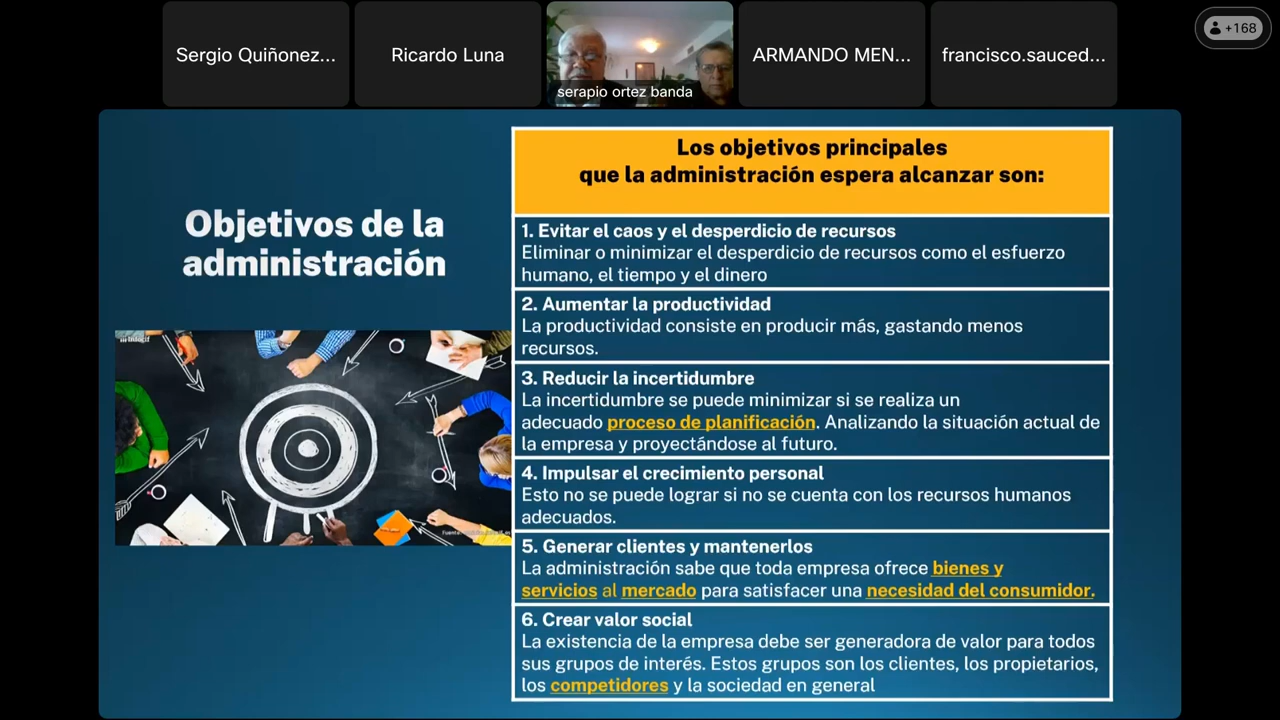 Sergio Quiñonez...
Ricardo Luna
serapio ortez banda
ARMANDO MEN...
francisco.sauced...
+168
Objetivos de la
administración
Los objetivos principales
que la administración espera alcanzar son:
1. Evitar el caos y el desperdicio de recursos
Eliminar o minimizar el desperdicio de recursos como el esfuerzo
humano, el tiempo y el dinero
2. Aumentar la productividad
La productividad consiste en producir más, gastando menos
recursos.
3. Reducir la incertidumbre
La incertidumbre se puede minimizar si se realiza un
adecuado proceso de planificación. Analizando la situación actual de
la empresa y proyectándose al futuro.
4. Impulsar el crecimiento personal
Esto no se puede lograr si no se cuenta con los recursos humanos
adecuados.
5. Generar clientes y mantenerlos
La administración sabe que toda empresa ofrece bienes y
servicios al mercado para satisfacer una necesidad del consumidor.
6. Crear valor social
La existencia de la empresa debe ser generadora de valor para todos
sus grupos de interés. Estos grupos son los clientes, los propietarios,
los competidores y la sociedad en general